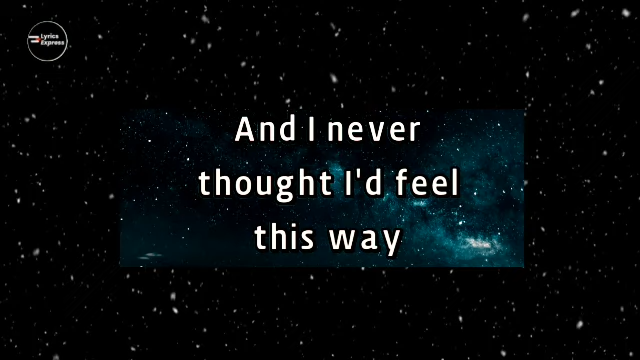 Lyrics
Express
And I never
thought I'd feel
this way